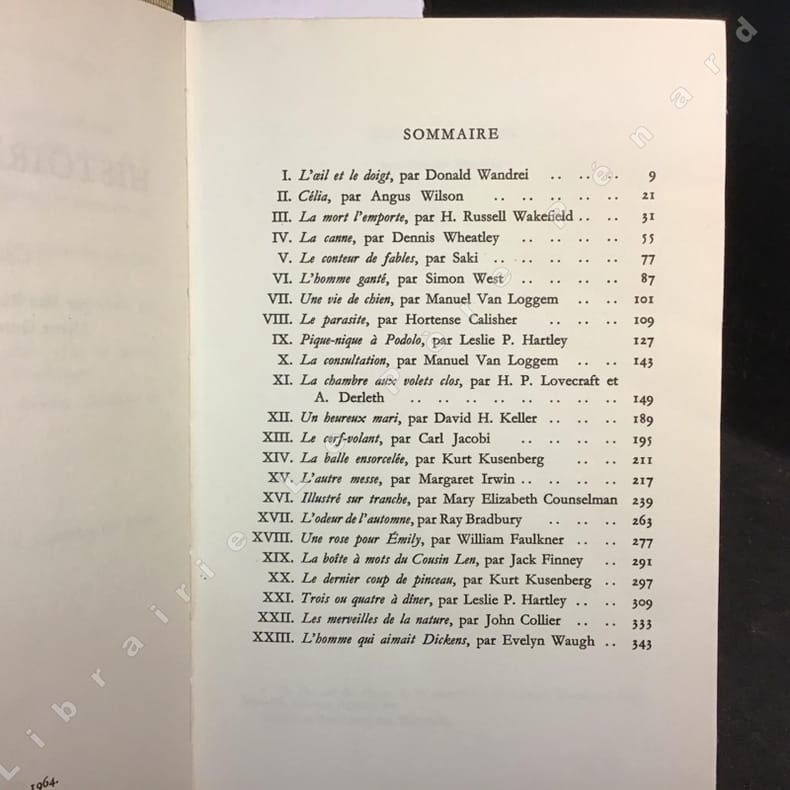 HISTOIR
1964.
SOMMAIRE
I. L'œil et le doigt, par Donald Wandrei .. .. .. 9
II. Célia, par Angus Wilson .. .. .. .. 21
III. La mort l'emporte, par H. Russell Wakefield .. .. 31
IV. La canne, par Dennis Wheatley .. .. .. .. 55
V. Le conteur de fables, par Saki .. .. .. .. 77
VI. L'homme ganté, par Simon West .. .. .. .. 87
VII. Une vie de chien, par Manuel Van Loggem .. .. 101
VIII. Le parasite, par Hortense Calisher .. .. .. 109
IX. Pique-nique à Podolo, par Leslie P. Hartley 127
X. La consultation, par Manuel Van Loggem .. .. 143
XI. La chambre aux volets clos, par H. P. Lovecraft et
A. Derleth .. .. .. .. .. .. .. 149
XII. Un heureux mari, par David H. Keller .. .. .. 189
XIII. Le cerf-volant, par Carl Jacobi .. .. .. .. 195
XIV. La balle ensorcelée, par Kurt Kusenberg .. .. 211
XV. L'autre messe, par Margaret Irwin .. .. .. .. 217
XVI. Illustré sur tranche, par Mary Elizabeth Counselman 239
XVII. L'odeur de l'automne, par Ray Bradbury .. .. .. 263
XVIII. Une rose pour Émily, par William Faulkner .. .. 277
XIX. La boîte à mots du Cousin Len, par Jack Finney .. 291
XX. Le dernier coup de pinceau, par Kurt Kusenberg .. 297
XXI. Trois ou quatre à dîner, par Leslie P. Hartley .. .. 309
XXII. Les merveilles de la nature, par John Collier .. .. 333
XXIII. L'homme qui aimait Dickens, par Evelyn Waugh .. 343
Librairie Le Père Pénard